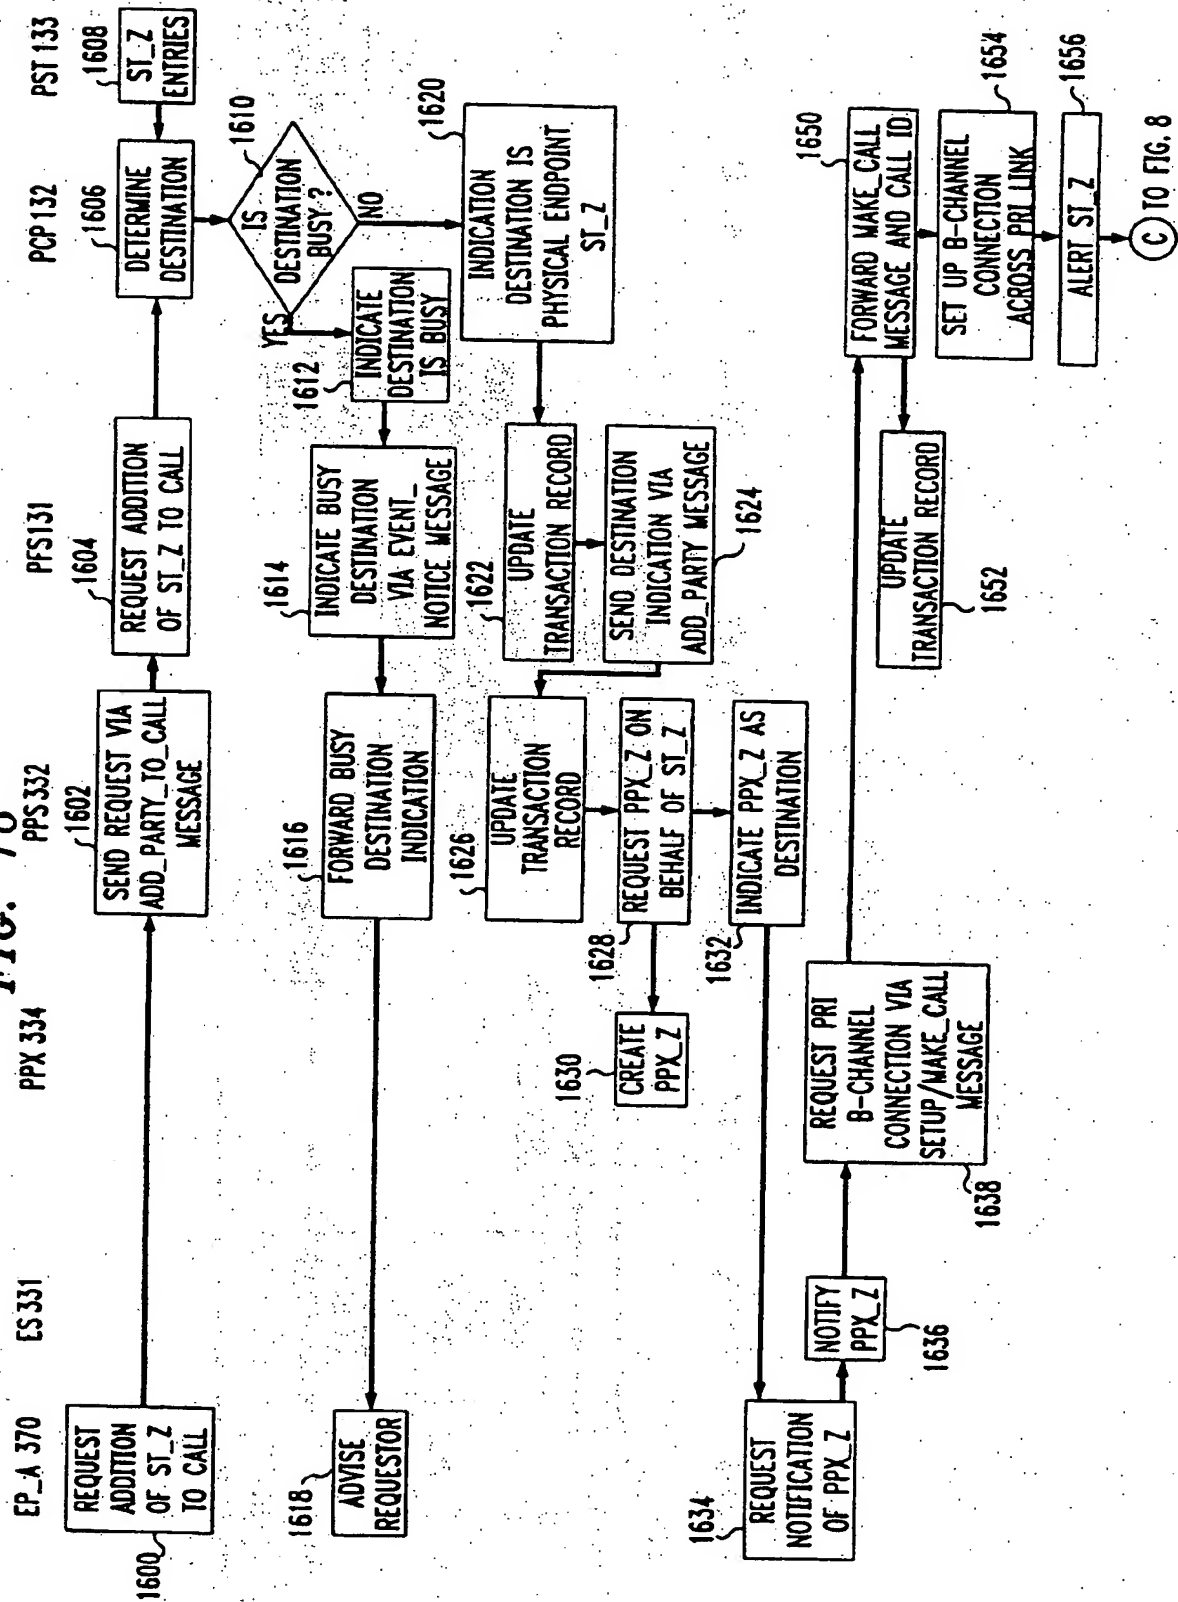 FIG. 16
EP_A 370
ES 331
PPX 334
PPS 332
PFS131
PCP 132
PST 133
1600
REQUEST
ADDITION
OF ST_Z
TO CALL
1602
SEND REQUEST VIA
ADD_PARTY_TO_CALL
MESSAGE
1604
REQUEST ADDITION
OF ST_Z TO CALL
1606
DETERMINE
DESTINATION
1608
ST_Z
ENTRIES
1610
IS
DESTINATION
BUSY ?
YES
NO
1612
INDICATE
DESTINATION
IS BUSY
1614
INDICATE BUSY
DESTINATION
VIA EVENT_
NOTICE MESSAGE
1616
FORWARD BUSY
DESTINATION
INDICATION
1618
ADVISE
REQUESTOR
1620
INDICATION
DESTINATION IS
PHYSICAL ENDPOINT
ST_Z
1622
UPDATE
TRANSACTION RECORD
SEND DESTINATION
INDICATION VIA
ADD_PARTY MESSAGE
1624
1626
UPDATE
TRANSACTION
RECORD
1628
REQUEST PPX_Z ON
BEHALF OF ST_Z
1630
CREATE
PPX_Z
1632
INDICATE PPX_Z AS
DESTINATION
1634
REQUEST
NOTIFICATION
OF PPX_Z
NOTIFY
PPX_Z
1636
REQUEST PRI
B-CHANNEL
CONNECTION VIA
SETUP/MAKE_CALL
MESSAGE
1638
1650
FORWARD MAKE_CALL
MESSAGE AND CALL ID
UPDATE
TRANSACTION RECORD
1652
SET UP B-CHANNEL
CONNECTION
ACROSS PRI LINK
1654
ALERT ST_Z
1656
C TO FIG. 8